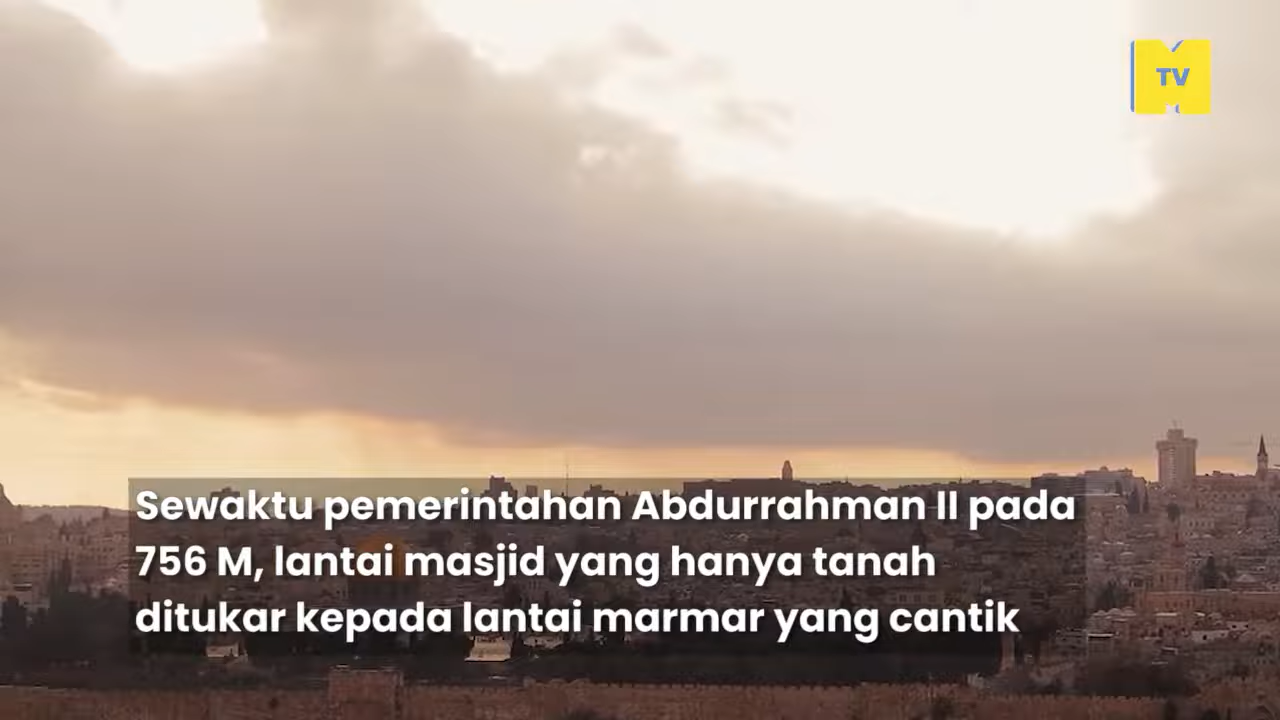 TV
Sewaktu pemerintahan Abdurrahman II pada
756 M, lantai masjid yang hanya tanah
ditukar kepada lantai marmar yang cantik